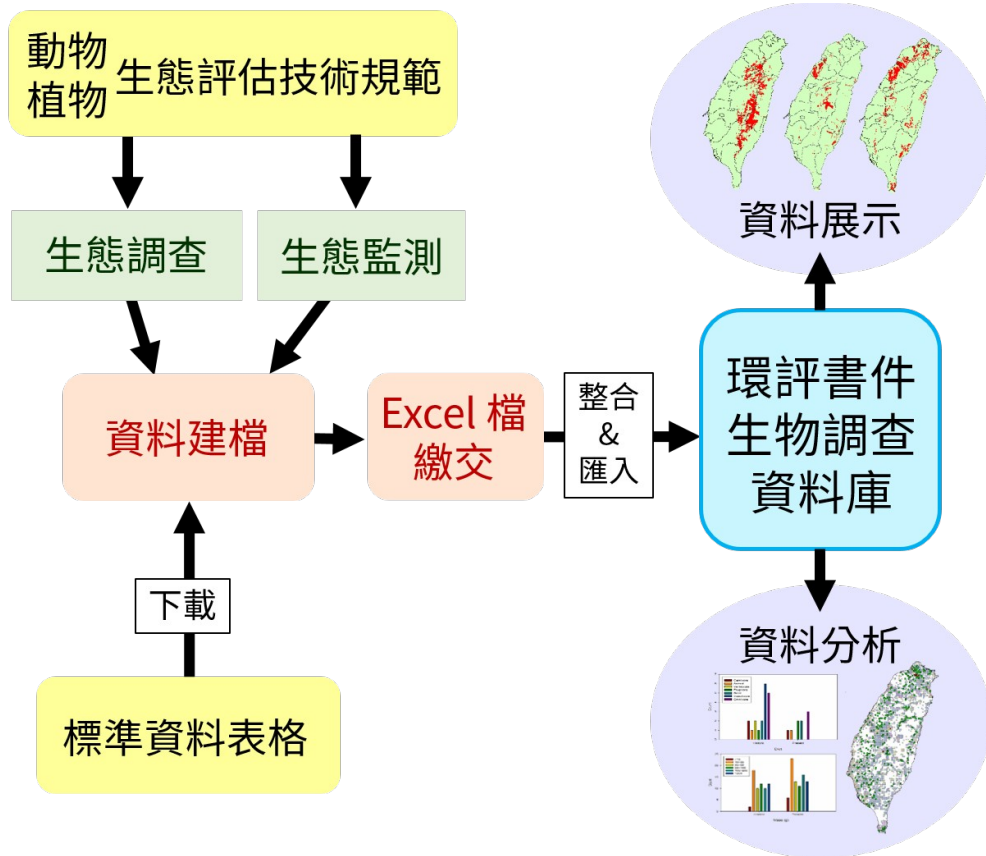 動物
植物
生態評估技術規範
生態調查
生態監測
資料建檔
Excel 檔
繳交
整合
&
匯入
環評書件
生物調查
資料庫
下載
標準資料表格
資料展示
資料分析